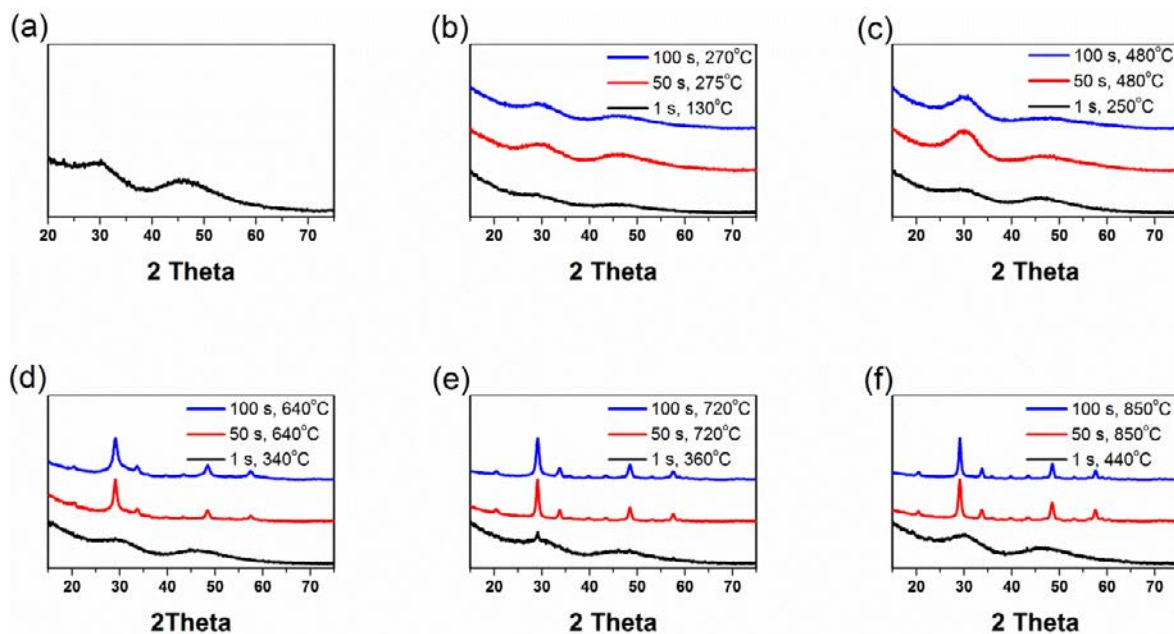 (a)
20 30 40 50 60 70
2 Theta
(b)
100 s, 270°C
50 s, 275°C
1 s, 130°C
20 30 40 50 60 70
2 Theta
(c)
100 s, 480°C
50 s, 480°C
1 s, 250°C
20 30 40 50 60 70
2 Theta
(d)
100 s, 640°C
50 s, 640°C
1 s, 340°C
20 30 40 50 60 70
2Theta
(e)
100 s, 720°C
50 s, 720°C
1 s, 360°C
20 30 40 50 60 70
2 Theta
(f)
100 s, 850°C
50 s, 850°C
1 s, 440°C
20 30 40 50 60 70
2 Theta